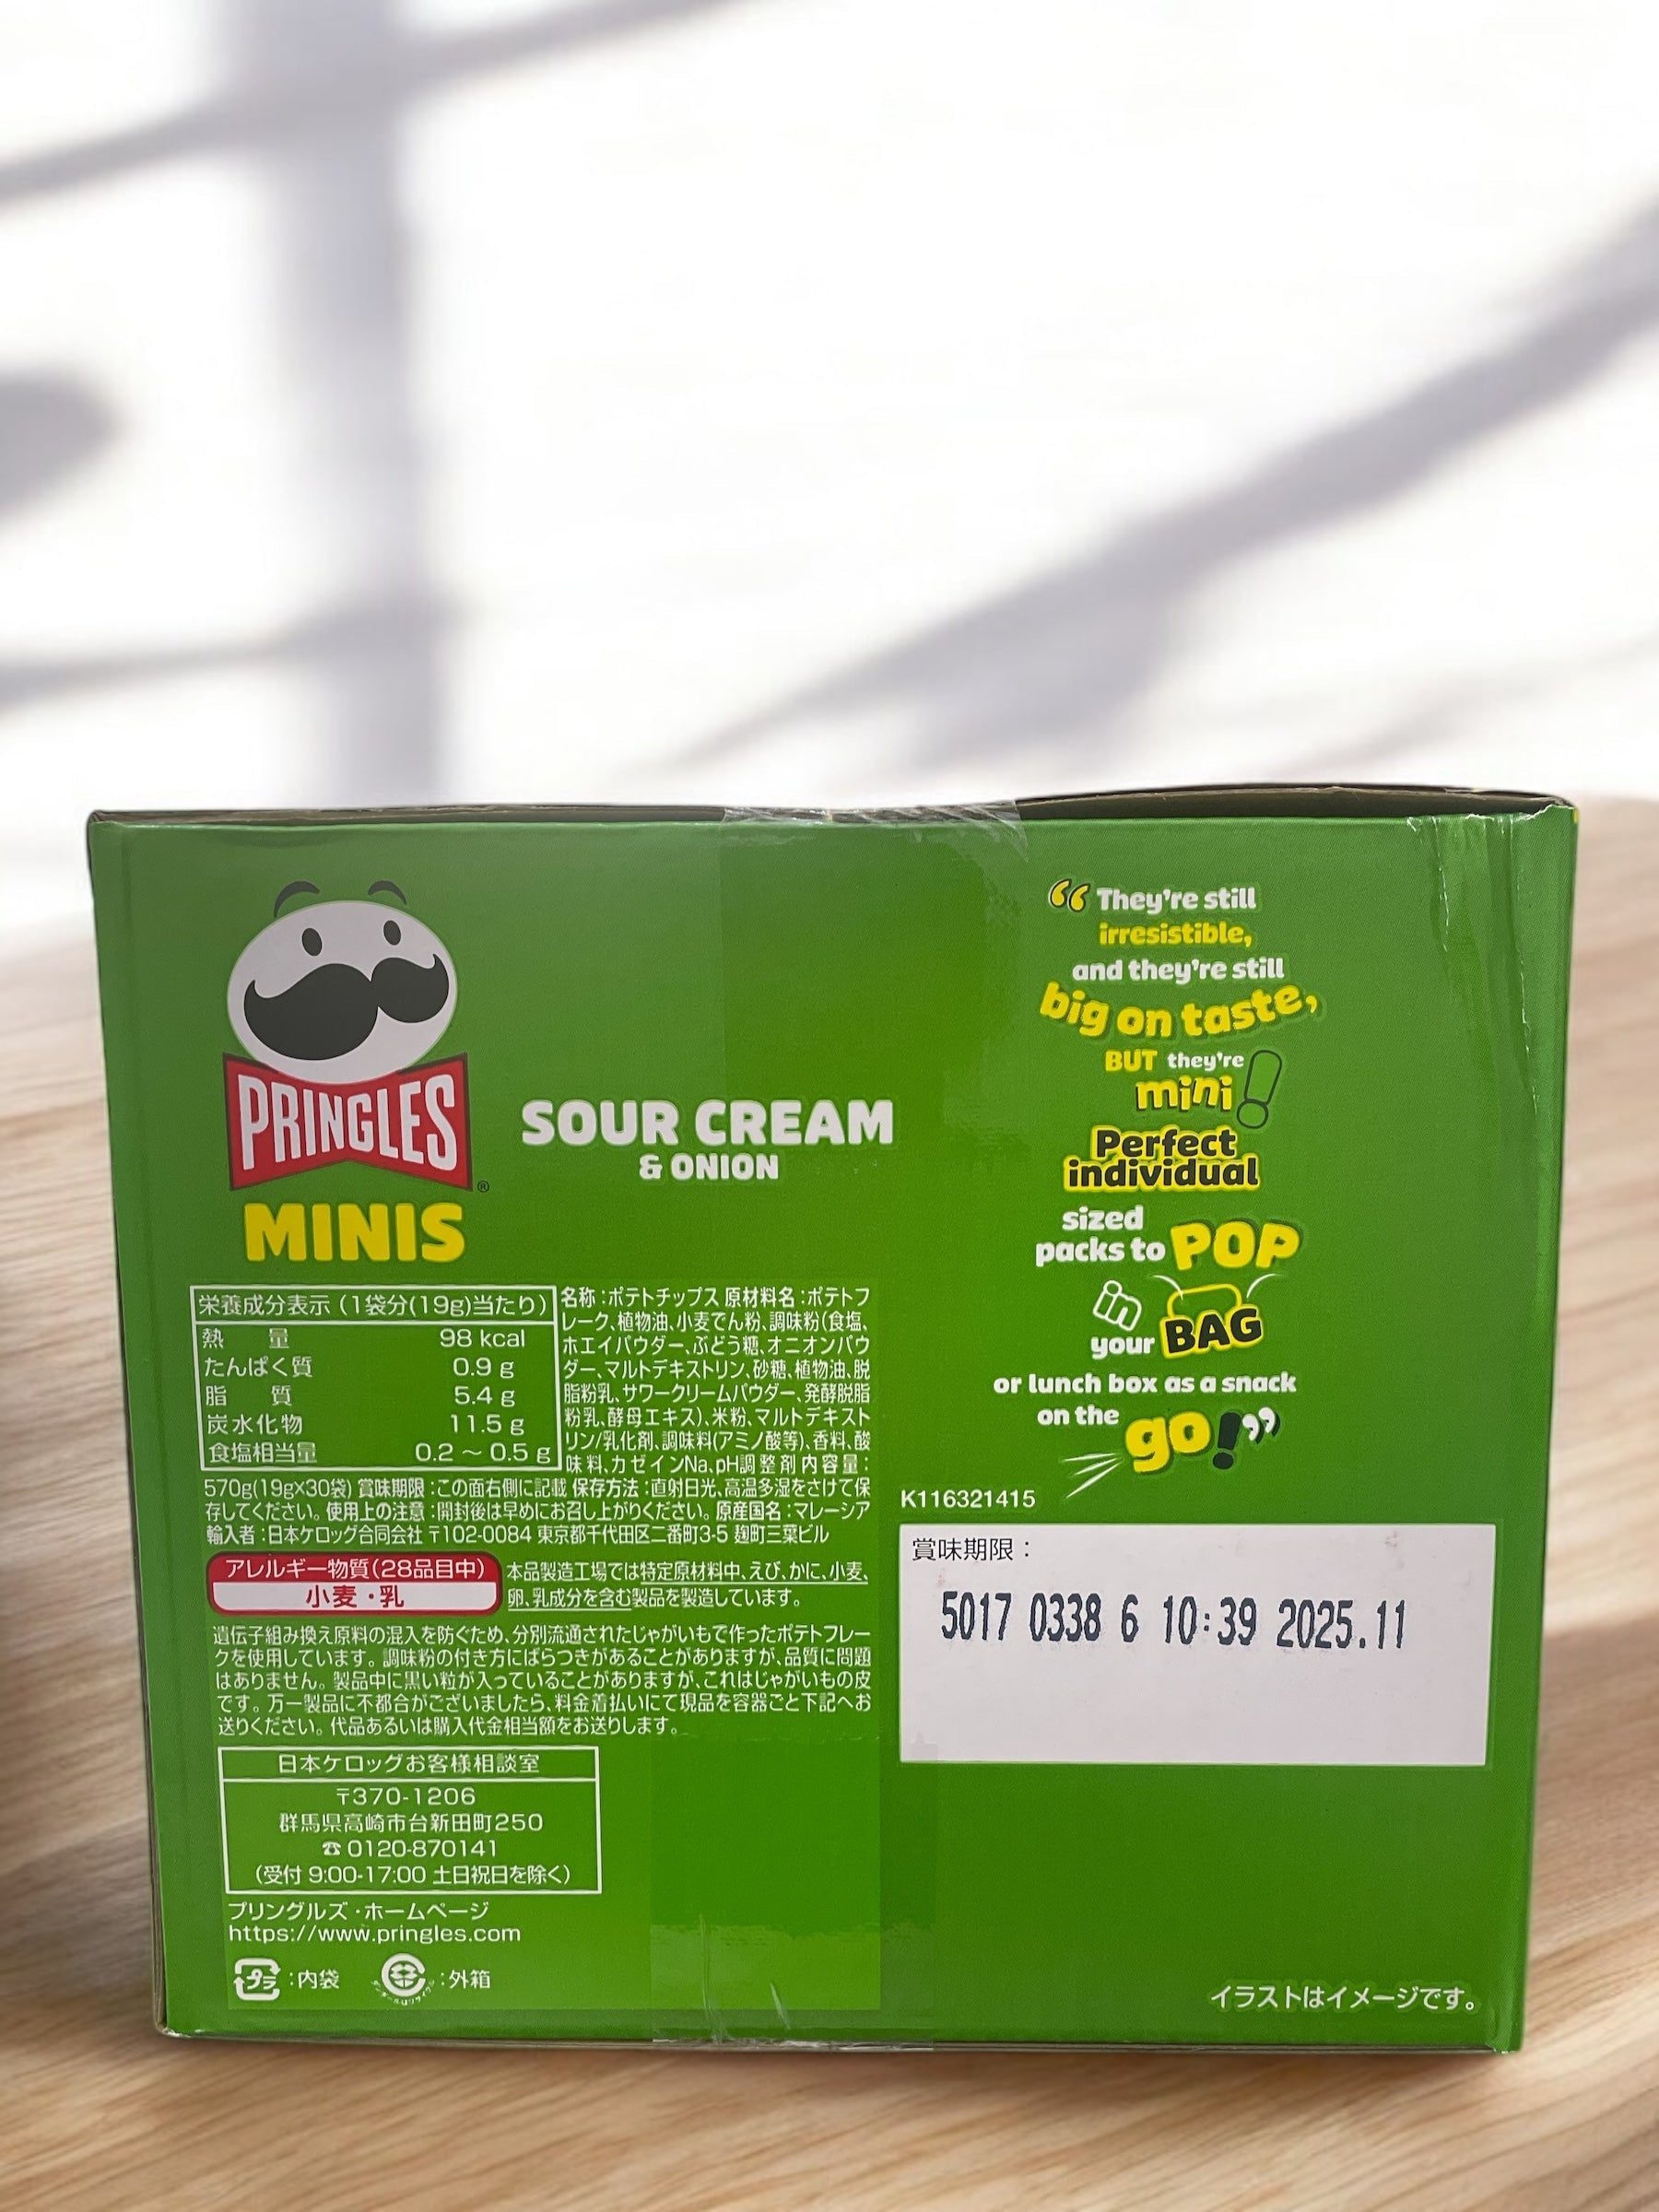 PRINGLES
®
MINIS
SOUR CREAM
& ONION
栄養成分表示(1袋分(19g)当たり)
熱 量 98 kcal
たんぱく質 0.9 g
脂 質 5.4 g
炭水化物 11.5 g
食塩相当量 0.2 ～ 0.5 g
名称:ポテトチップス 原材料名:ポテトフ
レーク、植物油、小麦でん粉、調味粉(食塩、
ホエイパウダー、ぶどう糖、オニオンパウ
ダー、マルトデキストリン、砂糖、植物油、脱
脂粉乳、サワークリームパウダー、発酵脱脂
粉乳、酵母エキス)、米粉、マルトデキスト
リン/乳化剤、調味料(アミノ酸等)、香料、酸
味料、カゼインNa、pH調整剤 内容量:
570g(19g×30袋) 賞味期限:この面右側に記載 保存方法:直射日光、高温多湿をさけて保
存してください。使用上の注意:開封後は早めにお召し上がりください。原産国名:マレーシア
輸入者:日本ケロッグ合同会社 〒102-0084 東京都千代田区二番町3-5 麹町三葉ビル
アレルギー物質(28品目中)
小麦・乳
本品製造工場では特定原材料中、えび、かに、小麦、
卵、乳成分を含む製品を製造しています。
遺伝子組み換え原料の混入を防ぐため、分別流通されたじゃがいもで作ったポテトフレー
クを使用しています。調味粉の付き方にばらつきがあることがありますが、品質に問題
はありません。製品中に黒い粒が入っていることがありますが、これはじゃがいもの皮
です。万一製品に不都合がございましたら、料金着払いにて現品を容器ごと下記へお
送りください。代品あるいは購入代金相当額をお送りします。
日本ケロッグお客様相談室
〒370-1206
群馬県高崎市台新田町250
☎ 0120-870141
(受付 9:00-17:00 土日祝日を除く)
プリングルズ・ホームページ
https://www.pringles.com
プラ :内袋
:外箱
“ They're still
irresistible,
and they're still
big on taste,
BUT they're
mini!
Perfect
individual
sized
packs to POP
in
your BAG
or lunch box as a snack
on the
go!”
K116321415
賞味期限:
5017 0338 6 10:39 2025.11
イラストはイメージです。